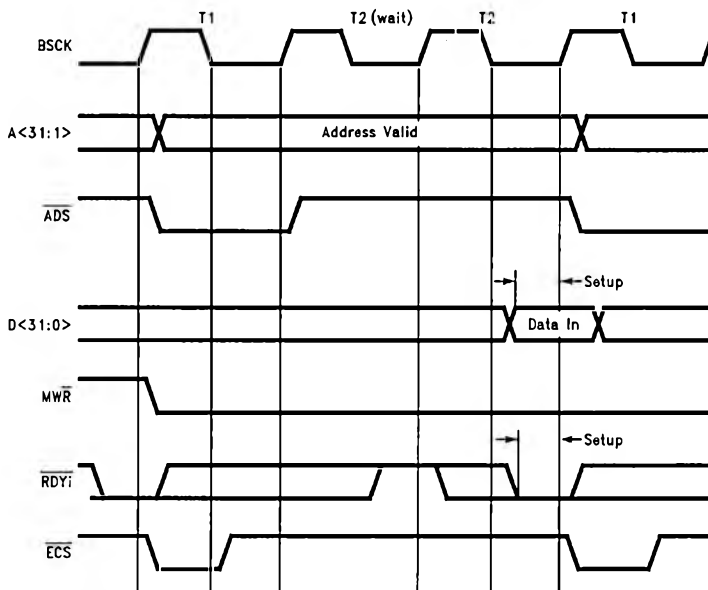 T1 T2 (wait) T2 T1
BSCK
A<31:1> Address Valid
ADS
Setup
D<31:0> Data In
MWR
Setup
RDYi
ECS